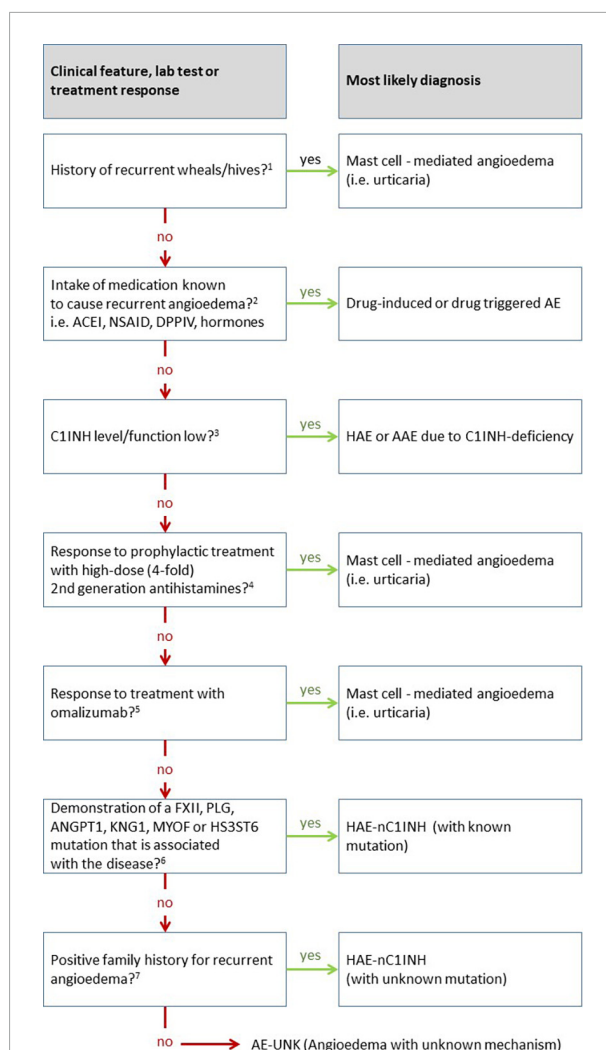 Clinical feature, lab test or
treatment response
Most likely diagnosis
History of recurrent wheals/hives?¹
yes
Mast cell - mediated angioedema
(i.e. urticaria)
no
Intake of medication known
to cause recurrent angioedema?²
i.e. ACEI, NSAID, DPPIV, hormones
yes
Drug-induced or drug triggered AE
no
C1INH level/function low?³
yes
HAE or AAE due to C1INH-deficiency
no
Response to prophylactic treatment
with high-dose (4-fold)
2nd generation antihistamines?⁴
yes
Mast cell - mediated angioedema
(i.e. urticaria)
no
Response to treatment with
omalizumab?⁵
yes
Mast cell - mediated angioedema
(i.e. urticaria)
no
Demonstration of a FXII, PLG,
ANGPT1, KNG1, MYOF or HS3ST6
mutation that is associated
with the disease?⁶
yes
HAE-nC1INH (with known
mutation)
no
Positive family history for recurrent
angioedema?⁷
yes
HAE-nC1INH
(with unknown mutation)
no
AE-UNK (Angioedema with unknown mechanism)